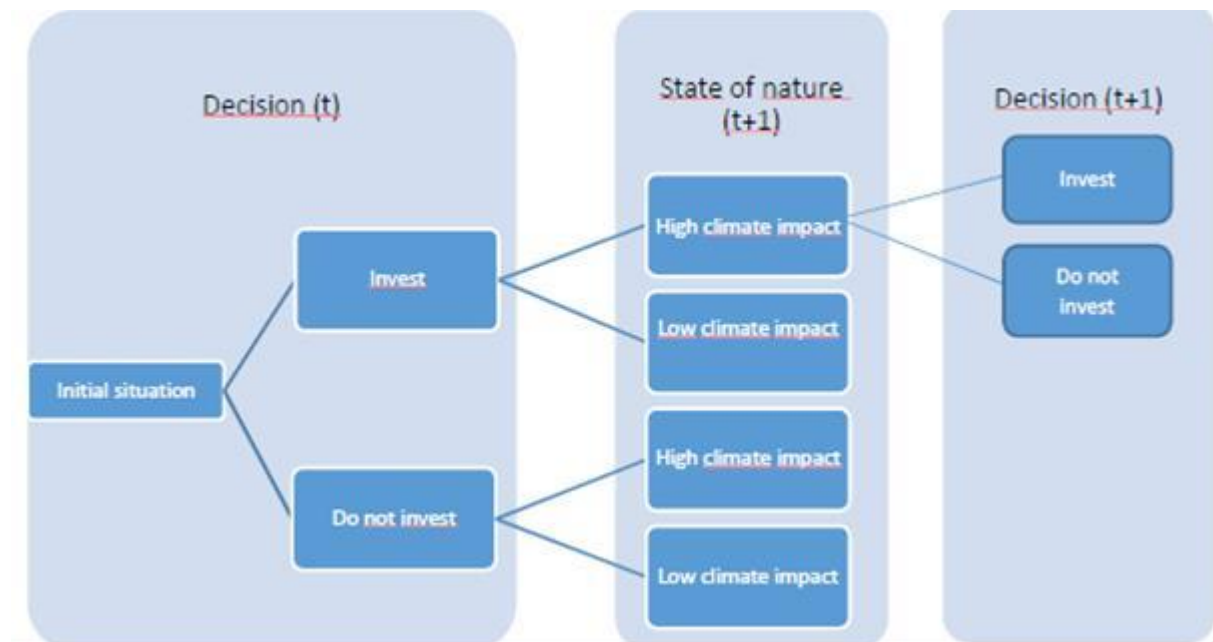 Decision (t)
Initial situation
Invest
Do not invest
State of nature
(t+1)
High climate impact
Low climate impact
High climate impact
Low climate impact
Decision (t+1)
Invest
Do not
invest